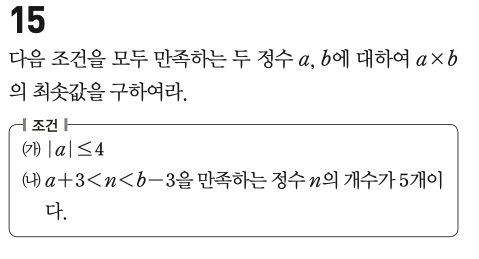 15
다음 조건을 모두 만족하는 두 정수 a, b에 대하여 a×b
의 최솟값을 구하여라.
조건
㈎ |a|≤4
㈏ a+3<n<b-3을 만족하는 정수 n의 개수가 5개이
다.